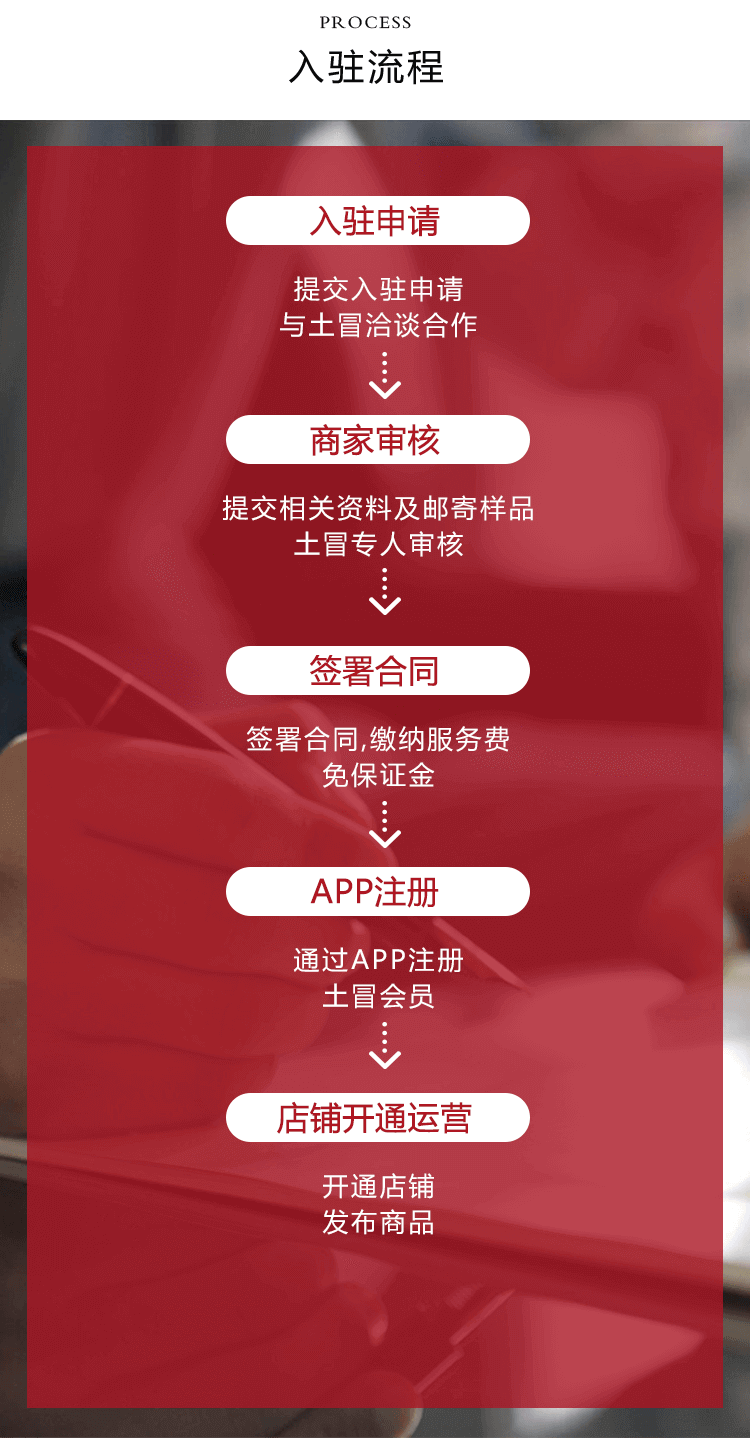 PROCESS
入驻流程
入驻申请
提交入驻申请
与土冒洽谈合作
商家审核
提交相关资料及邮寄样品
土冒专人审核
签署合同
签署合同,缴纳服务费
免保证金
APP注册
通过APP注册
土冒会员
店铺开通运营
开通店铺
发布商品